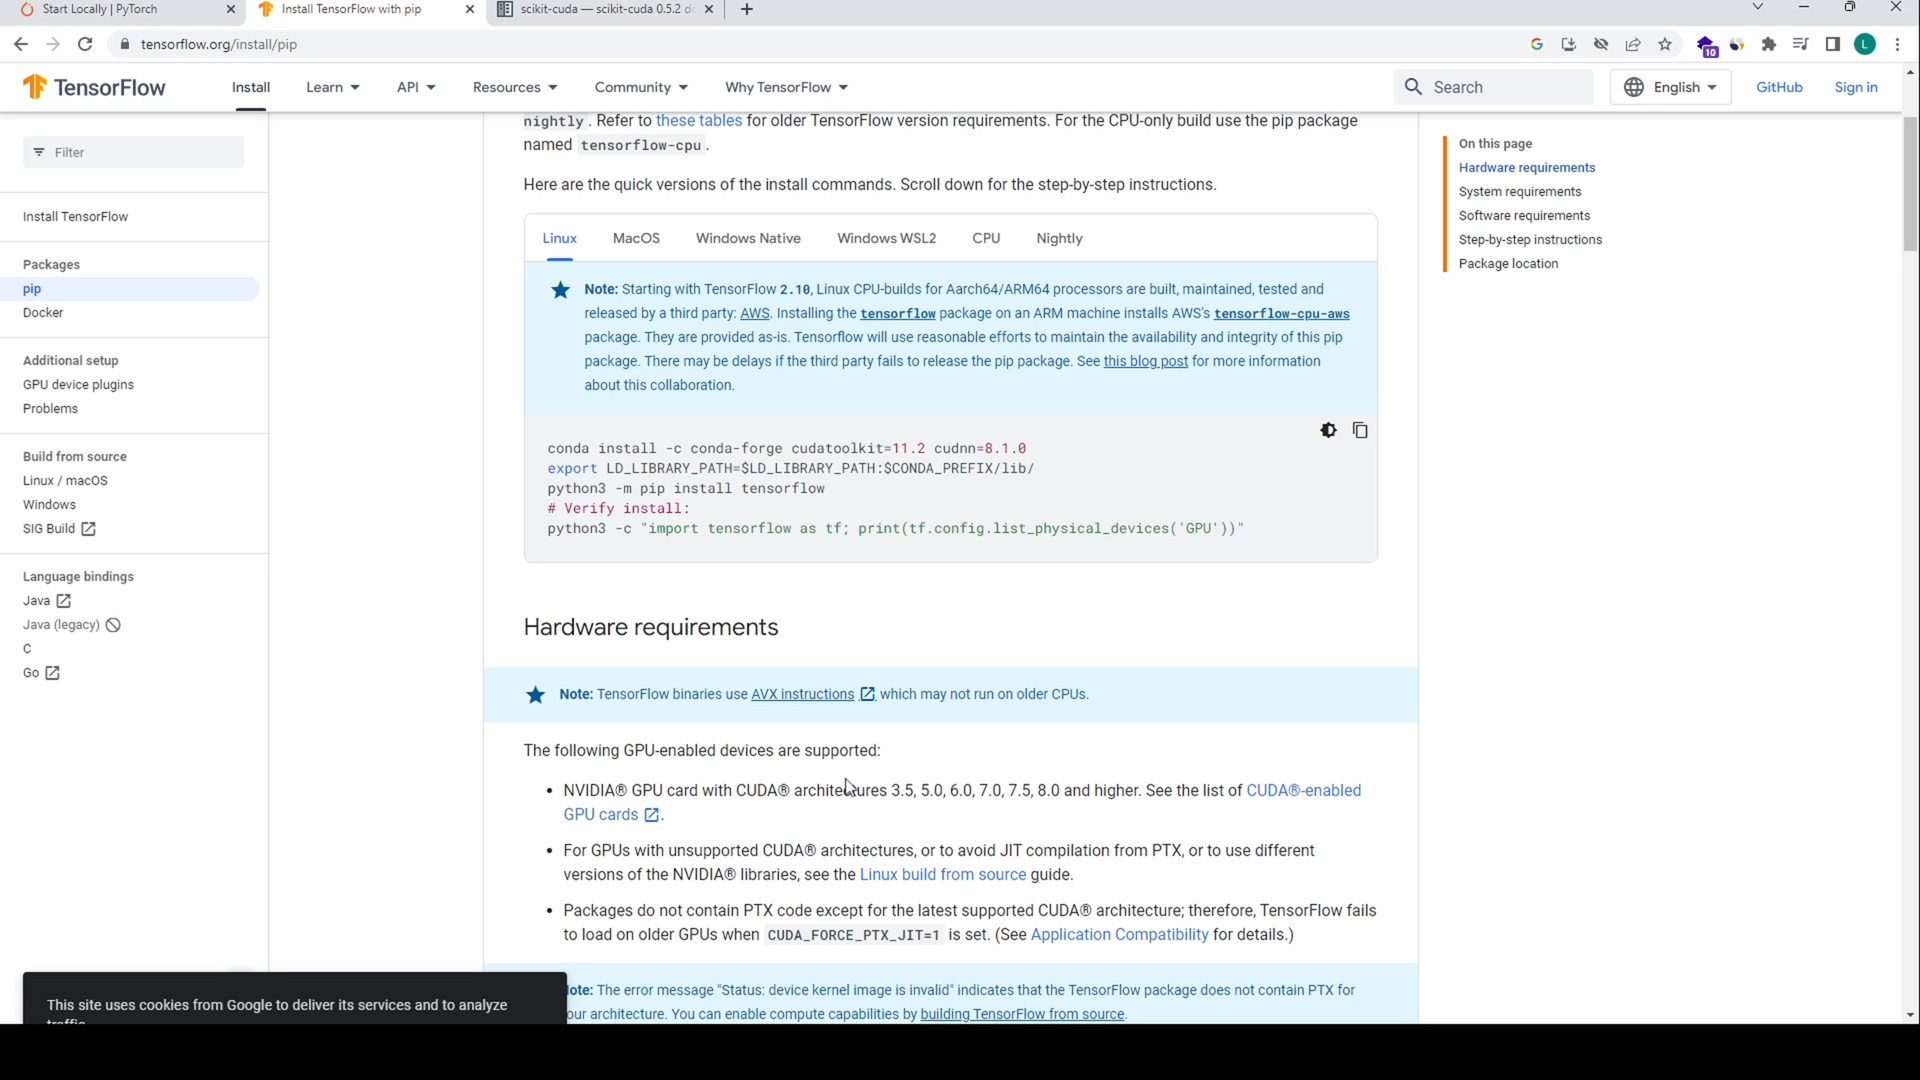 Start Locally | PyTorch
Install TensorFlow with pip
scikit-cuda — scikit-cuda 0.5.2 d
tensorflow.org/install/pip
10
L
TensorFlow
Install
Learn
API
Resources
Community
Why TensorFlow
Search
English
GitHub
Sign in
Filter
Install TensorFlow
Packages
pip
Docker
Additional setup
GPU device plugins
Problems
Build from source
Linux / macOS
Windows
SIG Build
Language bindings
Java
Java (legacy)
C
Go
nightly . Refer to these tables for older TensorFlow version requirements. For the CPU-only build use the pip package
named tensorflow-cpu .
Here are the quick versions of the install commands. Scroll down for the step-by-step instructions.
Linux
MacOS
Windows Native
Windows WSL2
CPU
Nightly
Note: Starting with TensorFlow 2.10, Linux CPU-builds for Aarch64/ARM64 processors are built, maintained, tested and
released by a third party: AWS. Installing the tensorflow package on an ARM machine installs AWS's tensorflow-cpu-aws
package. They are provided as-is. Tensorflow will use reasonable efforts to maintain the availability and integrity of this pip
package. There may be delays if the third party fails to release the pip package. See this blog post for more information
about this collaboration.
conda install -c conda-forge cudatoolkit=11.2 cudnn=8.1.0
export LD_LIBRARY_PATH=$LD_LIBRARY_PATH:$CONDA_PREFIX/lib/
python3 -m pip install tensorflow
# Verify install:
python3 -c "import tensorflow as tf; print(tf.config.list_physical_devices('GPU'))"
Hardware requirements
Note: TensorFlow binaries use AVX instructions which may not run on older CPUs.
The following GPU-enabled devices are supported:
• NVIDIA® GPU card with CUDA® architectures 3.5, 5.0, 6.0, 7.0, 7.5, 8.0 and higher. See the list of CUDA®-enabled
GPU cards .
• For GPUs with unsupported CUDA® architectures, or to avoid JIT compilation from PTX, or to use different
versions of the NVIDIA® libraries, see the Linux build from source guide.
• Packages do not contain PTX code except for the latest supported CUDA® architecture; therefore, TensorFlow fails
to load on older GPUs when CUDA_FORCE_PTX_JIT=1 is set. (See Application Compatibility for details.)
ote: The error message "Status: device kernel image is invalid" indicates that the TensorFlow package does not contain PTX for
our architecture. You can enable compute capabilities by building TensorFlow from source.
On this page
Hardware requirements
System requirements
Software requirements
Step-by-step instructions
Package location
This site uses cookies from Google to deliver its services and to analyze